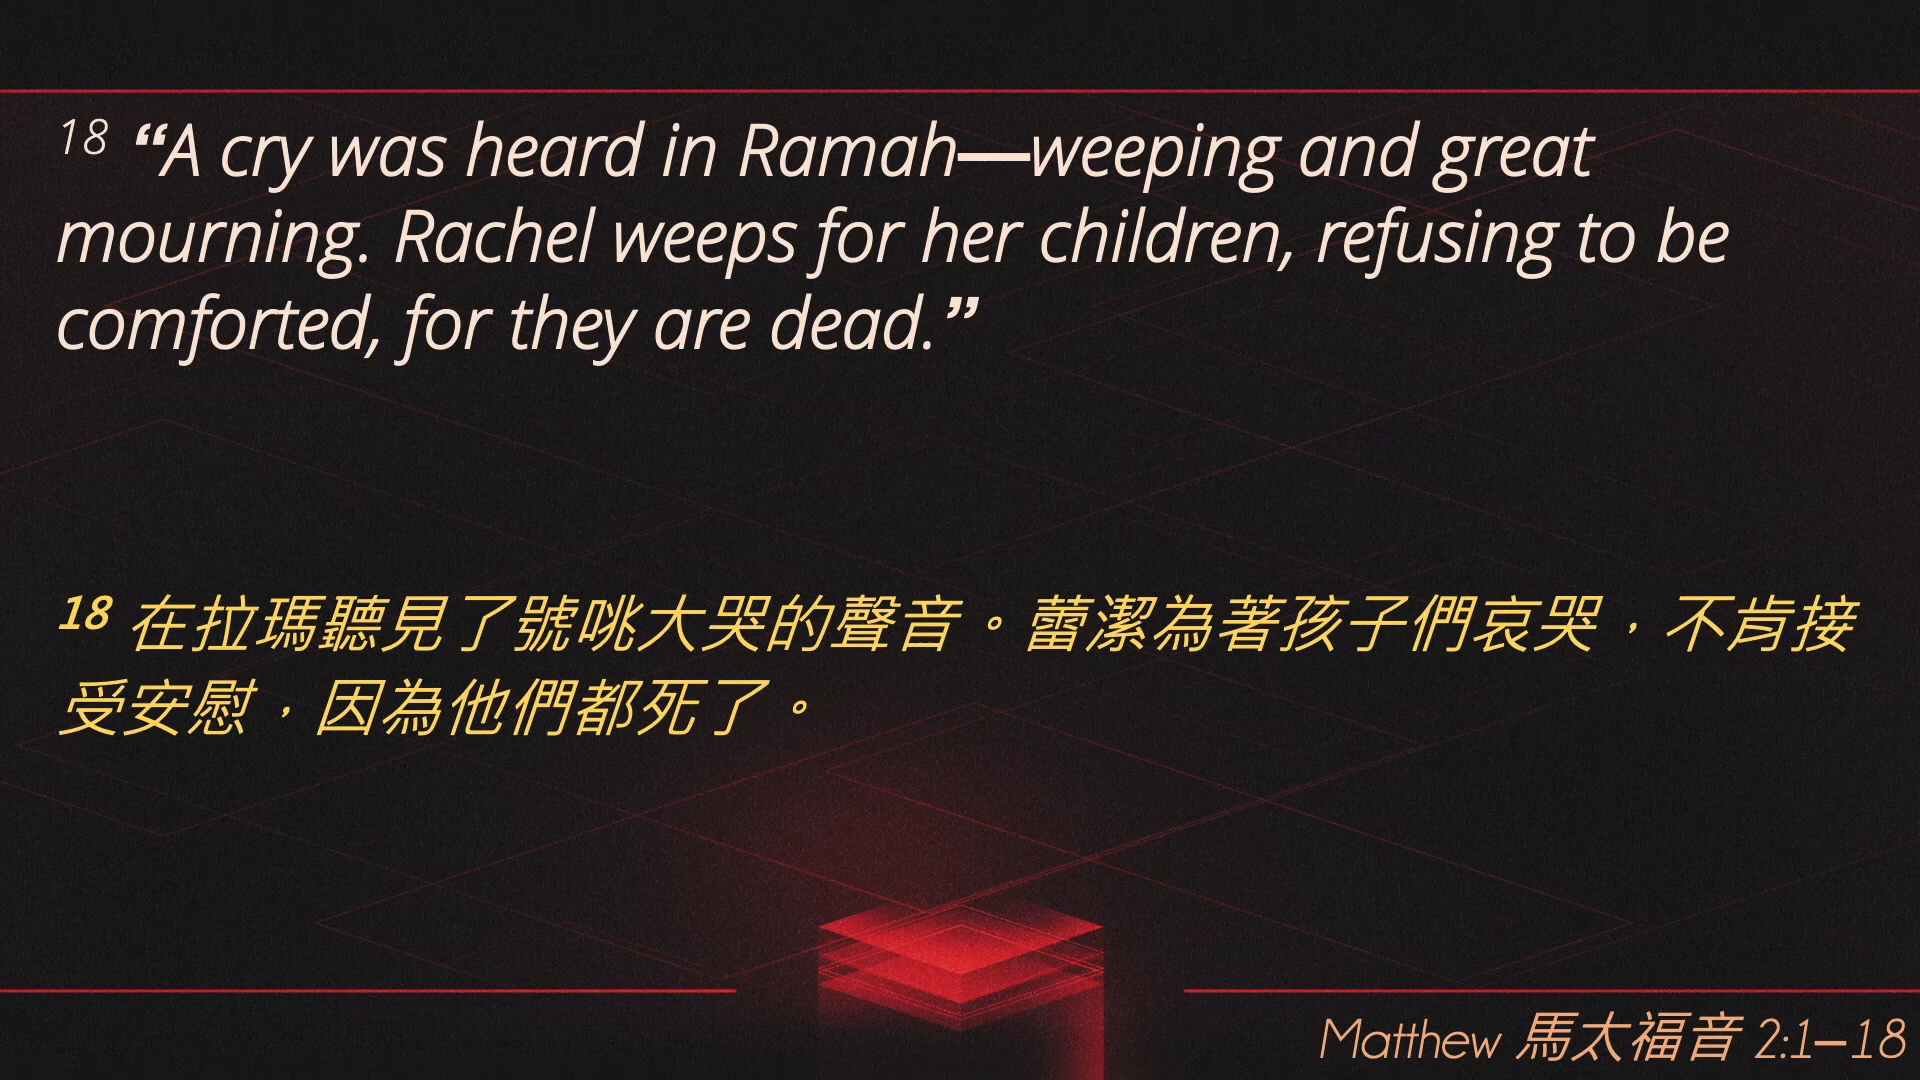 18 “A cry was heard in Ramah—weeping and great
mourning. Rachel weeps for her children, refusing to be
comforted, for they are dead.”
18 在拉瑪聽見了號咷大哭的聲音。蕾潔為著孩子們哀哭，不肯接
受安慰，因為他們都死了。
Matthew 馬太福音 2:1–18